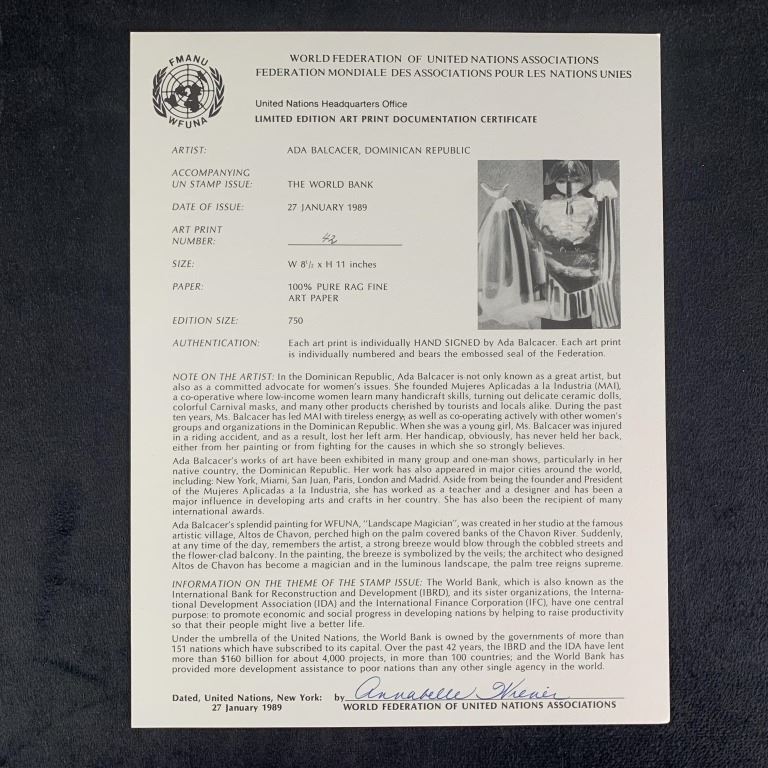 FMANU
WFUNA
WORLD FEDERATION OF UNITED NATIONS ASSOCIATIONS
FEDERATION MONDIALE DES ASSOCIATIONS POUR LES NATIONS UNIES
United Nations Headquarters Office
LIMITED EDITION ART PRINT DOCUMENTATION CERTIFICATE
ARTIST: ADA BALCACER, DOMINICAN REPUBLIC
ACCOMPANYING
UN STAMP ISSUE: THE WORLD BANK
DATE OF ISSUE: 27 JANUARY 1989
ART PRINT
NUMBER: 42
SIZE: W 8½ x H 11 inches
PAPER: 100% PURE RAG FINE
ART PAPER
EDITION SIZE: 750
AUTHENTICATION: Each art print is individually HAND SIGNED by Ada Balcacer. Each art print
is individually numbered and bears the embossed seal of the Federation.
NOTE ON THE ARTIST: In the Dominican Republic, Ada Balcacer is not only known as a great artist, but
also as a committed advocate for women's issues. She founded Mujeres Aplicadas a la Industria (MAI),
a co-operative where low-income women learn many handicraft skills, turning out delicate ceramic dolls,
colorful Carnival masks, and many other products cherished by tourists and locals alike. During the past
ten years, Ms. Balcacer has led MAI with tireless energy, as well as co-operating actively with other women's
groups and organizations in the Dominican Republic. When she was a young girl, Ms. Balcacer was injured
in a riding accident, and as a result, lost her left arm. Her handicap, obviously, has never held her back,
either from her painting or from fighting for the causes in which she so strongly believes.
Ada Balcacer's works of art have been exhibited in many group and one-man shows, particularly in her
native country, the Dominican Republic. Her work has also appeared in major cities around the world,
including: New York, Miami, San Juan, Paris, London and Madrid. Aside from being the founder and President
of the Mujeres Aplicadas a la Industria, she has worked as a teacher and a designer and has been a
major influence in developing arts and crafts in her country. She has also been the recipient of many
international awards.
Ada Balcacer's splendid painting for WFUNA, "Landscape Magician", was created in her studio at the famous
artistic village, Altos de Chavon, perched high on the palm covered banks of the Chavon River. Suddenly,
at any time of the day, remembers the artist, a strong breeze would blow through the cobbled streets and
the flower-clad balcony. In the painting, the breeze is symbolized by the veils; the architect who designed
Altos de Chavon has become a magician and in the luminous landscape, the palm tree reigns supreme.
INFORMATION ON THE THEME OF THE STAMP ISSUE: The World Bank, which is also known as the
International Bank for Reconstruction and Development (IBRD), and its sister organizations, the Interna-
tional Development Association (IDA) and the International Finance Corporation (IFC), have one central
purpose: to promote economic and social progress in developing nations by helping to raise productivity
so that their people might live a better life.
Under the umbrella of the United Nations, the World Bank is owned by the governments of more than
151 nations which have subscribed to its capital. Over the past 42 years, the IBRD and the IDA have lent
more than $160 billion for about 4,000 projects, in more than 100 countries; and the World Bank has
provided more development assistance to poor nations than any other single agency in the world.
Dated, United Nations, New York: by Annabelle Wiener
27 January 1989 WORLD FEDERATION OF UNITED NATIONS ASSOCIATIONS